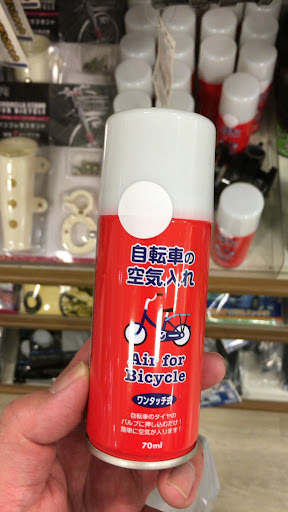 自転車の
空気入れ
Air for
Bicycle
ワンタッチ式
自転車のタイヤの
バルブに押し込むだけ!
簡単に空気が入ります!
70ml